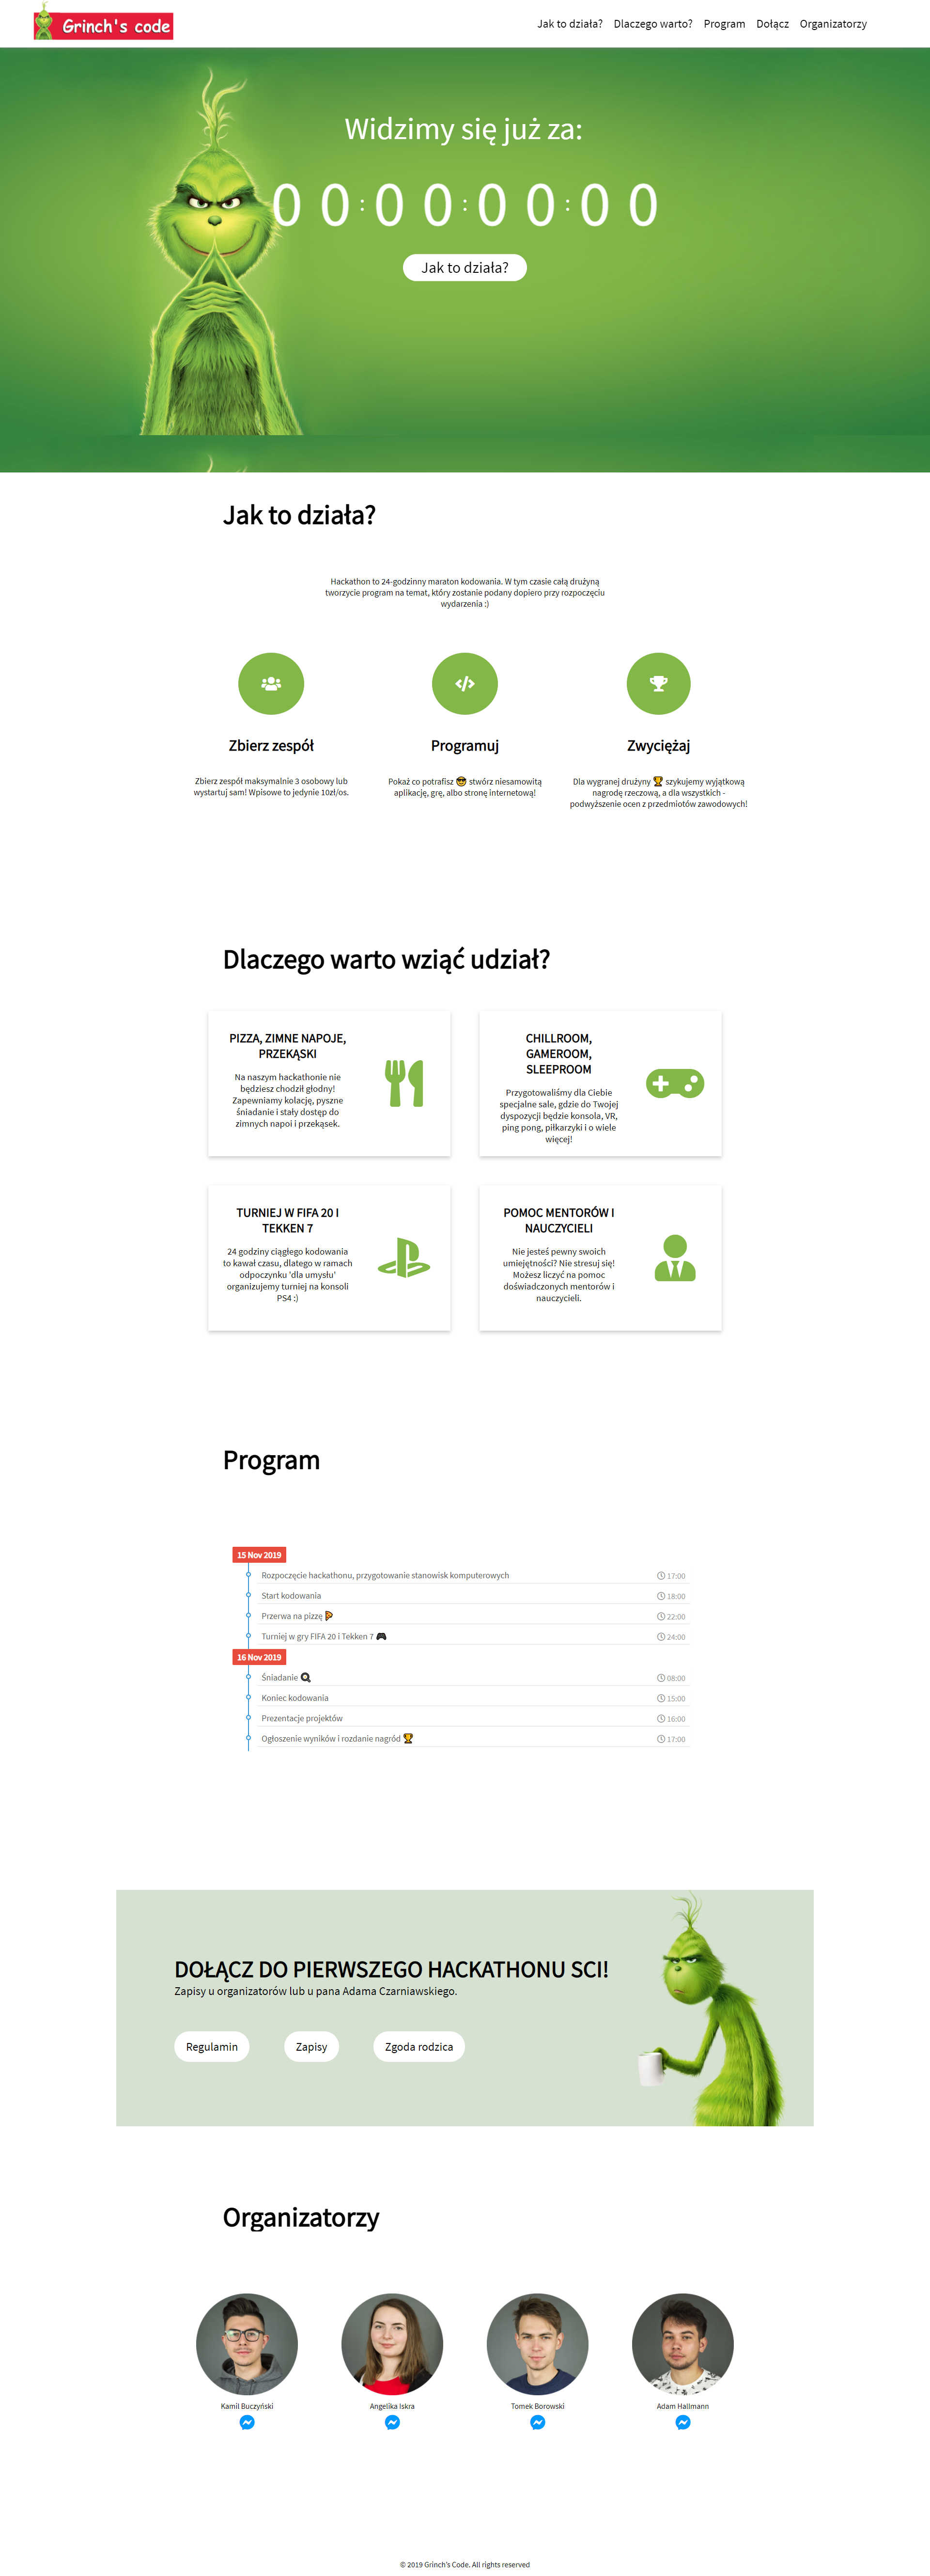 Grinch's code
Jak to działa? Dlaczego warto? Program Dołącz Organizatorzy
Widzimy się już za:
0 0 : 0 0 : 0 0 : 0 0
Jak to działa?
Jak to działa?
Hackathon to 24-godzinny maraton kodowania. W tym czasie całą drużyną
tworzycie program na temat, który zostanie podany dopiero przy rozpoczęciu
wydarzenia :)
Zbierz zespół
Zbierz zespół maksymalnie 3 osobowy lub
wystartuj sam! Wpisowe to jedynie 10zł/os.
Programuj
Pokaż co potrafisz 😎 stwórz niesamowitą
aplikację, grę, albo stronę internetową!
Zwyciężaj
Dla wygranej drużyny 🏆 szykujemy wyjątkową
nagrodę rzeczową, a dla wszystkich -
podwyższenie ocen z przedmiotów zawodowych!
Dlaczego warto wziąć udział?
PIZZA, ZIMNE NAPOJE,
PRZEKĄSKI
Na naszym hackathonie nie
będziesz chodził głodny!
Zapewniamy kolację, pyszne
śniadanie i stały dostęp do
zimnych napoi i przekąsek.
CHILLROOM,
GAMEROOM,
SLEEPROOM
Przygotowaliśmy dla Ciebie
specjalne sale, gdzie do Twojej
dyspozycji będzie konsola, VR,
ping pong, piłkarzyki i o wiele
więcej!
TURNIEJ W FIFA 20 I
TEKKEN 7
24 godziny ciągłego kodowania
to kawał czasu, dlatego w ramach
odpoczynku 'dla umysłu'
organizujemy turniej na konsoli
PS4 :)
POMOC MENTORÓW I
NAUCZYCIELI
Nie jesteś pewny swoich
umiejętności? Nie stresuj się!
Możesz liczyć na pomoc
doświadczonych mentorów i
nauczycieli.
Program
15 Nov 2019
Rozpoczęcie hackathonu, przygotowanie stanowisk komputerowych 17:00
Start kodowania 18:00
Przerwa na pizzę 🍕 22:00
Turniej w gry FIFA 20 i Tekken 7 🎮 24:00
16 Nov 2019
Śniadanie 🍳 08:00
Koniec kodowania 15:00
Prezentacje projektów 16:00
Ogłoszenie wyników i rozdanie nagród 🏆 17:00
DOŁĄCZ DO PIERWSZEGO HACKATHONU SCI!
Zapisy u organizatorów lub u pana Adama Czarniawskiego.
Regulamin Zapisy Zgoda rodzica
Organizatorzy
Kamil Buczyński Angelika Iskra Tomek Borowski Adam Hallmann
© 2019 Grinch's Code. All rights reserved